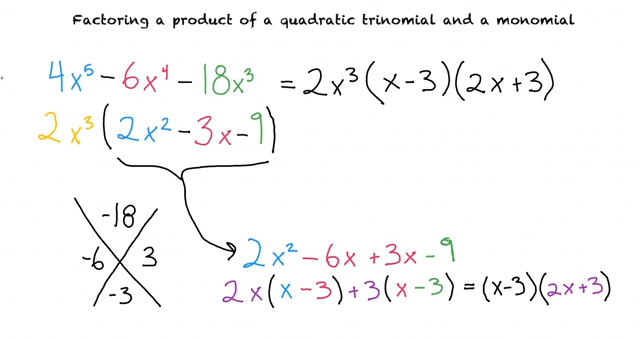 Factoring a product of a quadratic trinomial and a monomial
4x⁵ - 6x⁴ - 18x³ = 2x³(x-3)(2x+3)
2x³(2x² - 3x - 9)
-18
-6 3
-3
2x² - 6x + 3x - 9
2x(x-3) + 3(x-3) = (x-3)(2x+3)